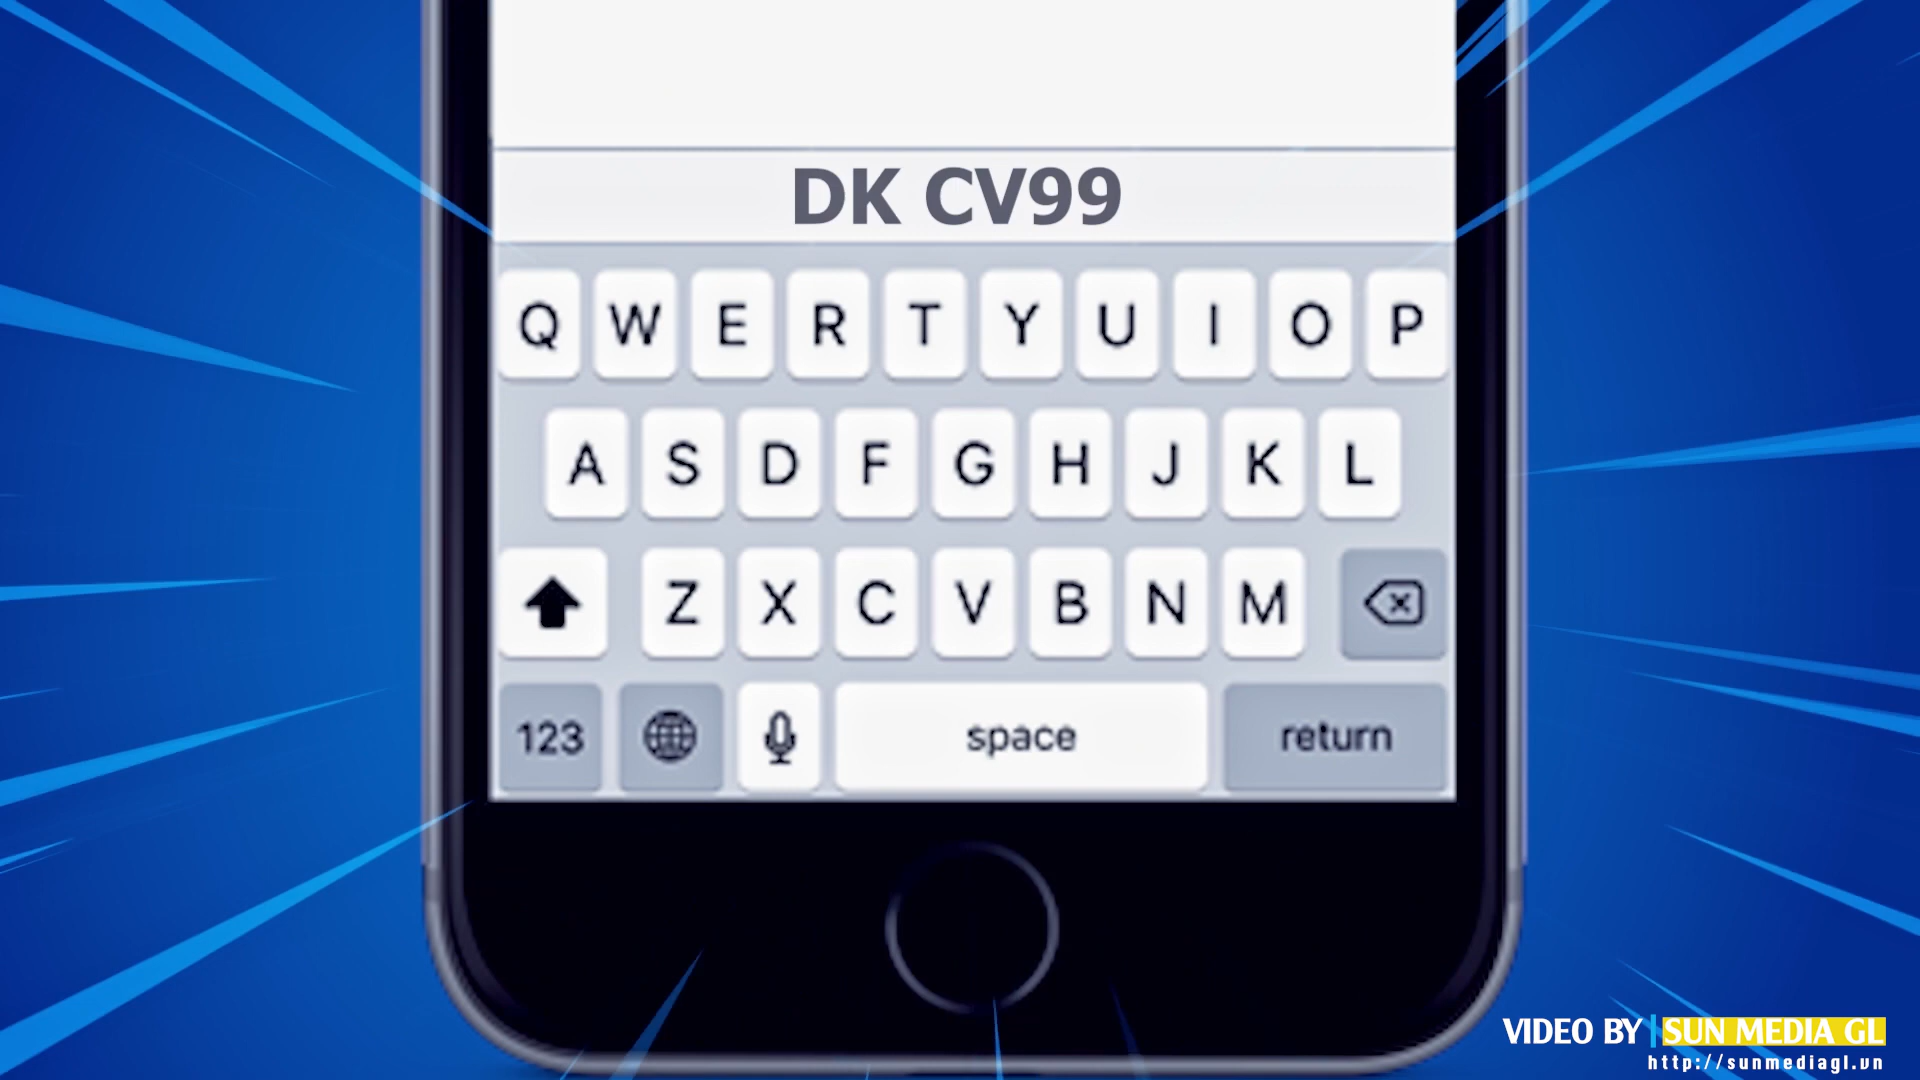 DK CV99
Q W E R T Y U I O P
A S D F G H J K L
Z X C V B N M
123 space return
VIDEO BY | SUN MEDIA GL
http://sunmediagl.vn